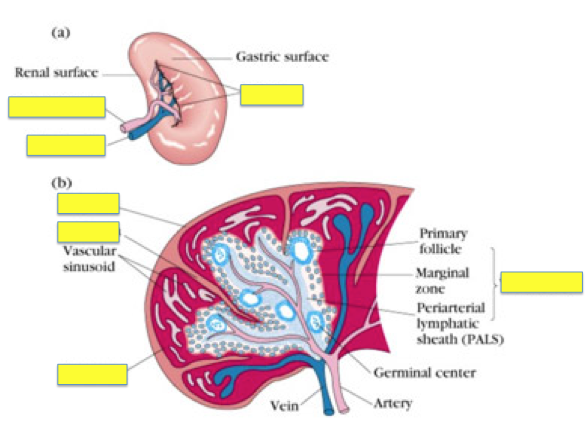 (a)
Gastric surface
Renal surface
(b)
Primary
follicle
Vascular
sinusoid
Marginal
zone
Periarterial
lymphatic
sheath (PALS)
Germinal center
Vein
Artery